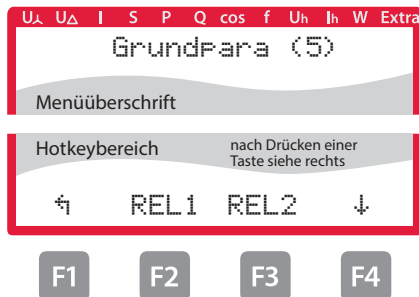 U⅄ U△ I S P Q cos f Uh Ih W Extra
Grundpara (5)
Menüüberschrift
Hotkeybereich
nach Drücken einer
Taste siehe rechts
↰ REL1 REL2 ↓
F1 F2 F3 F4